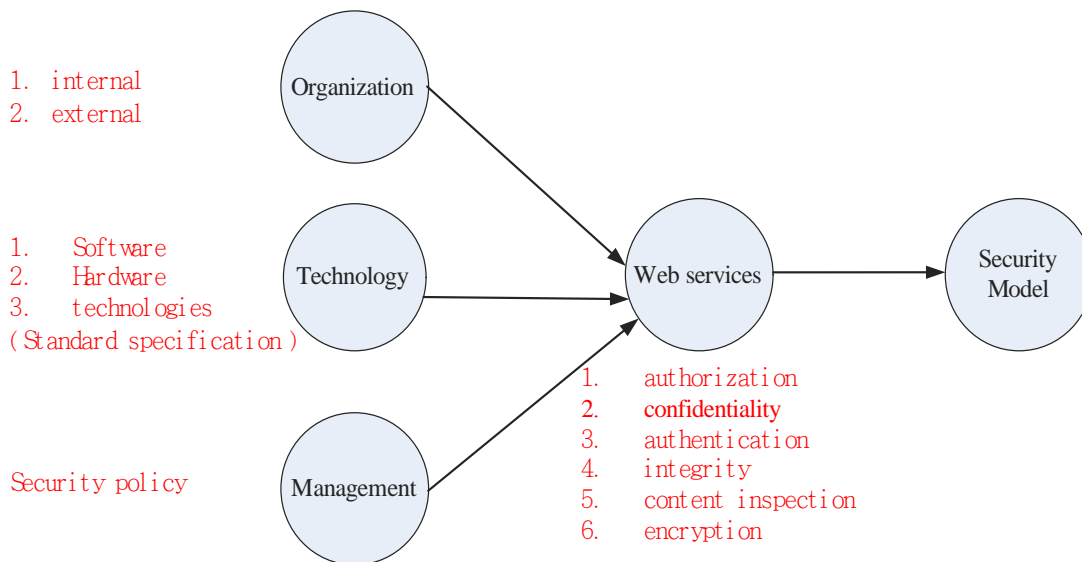 1. internal
2. external
Organization
1. Software
2. Hardware
3. technologies
(Standard specification)
Technology
Web services
Security
Model
1. authorization
2. confidentiality
3. authentication
4. integrity
5. content inspection
6. encryption
Security policy
Management